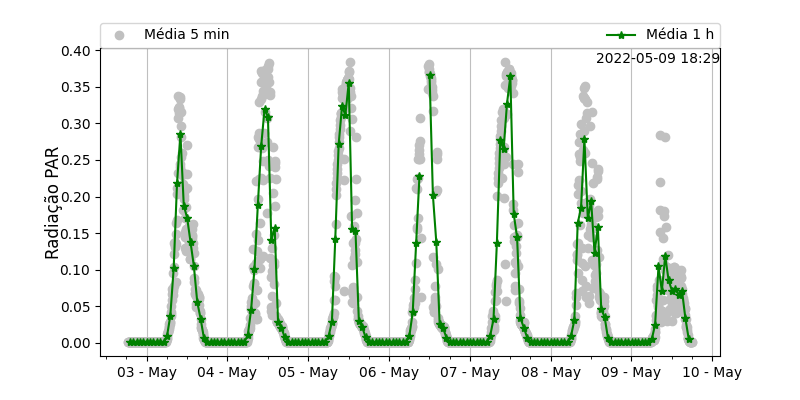 Média 5 min
Média 1 h
2022-05-09 18:29
Radiação PAR
0.40
0.35
0.30
0.25
0.20
0.15
0.10
0.05
0.00
03 - May
04 - May
05 - May
06 - May
07 - May
08 - May
09 - May
10 - May